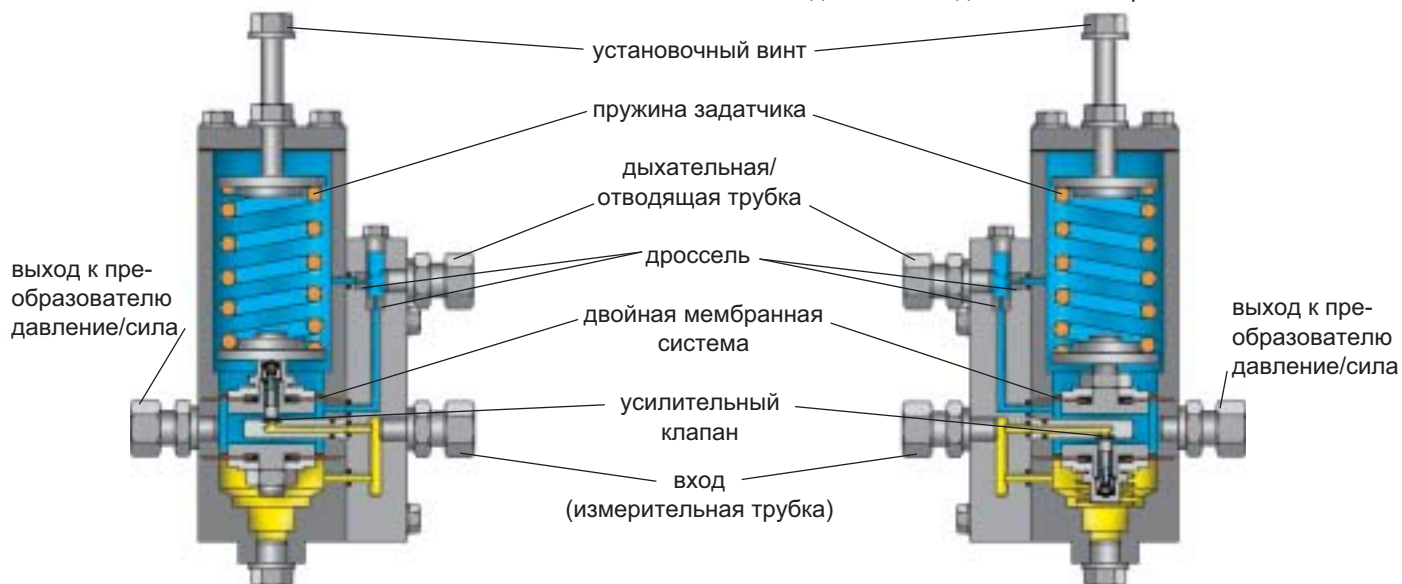 установочный винт
пружина задатчика
дыхательная/
отводящая трубка
дроссель
выход к пре-
образователю
давление/сила
двойная мембранная
система
выход к пре-
образователю
давление/сила
усилительный
клапан
вход
(измерительная трубка)